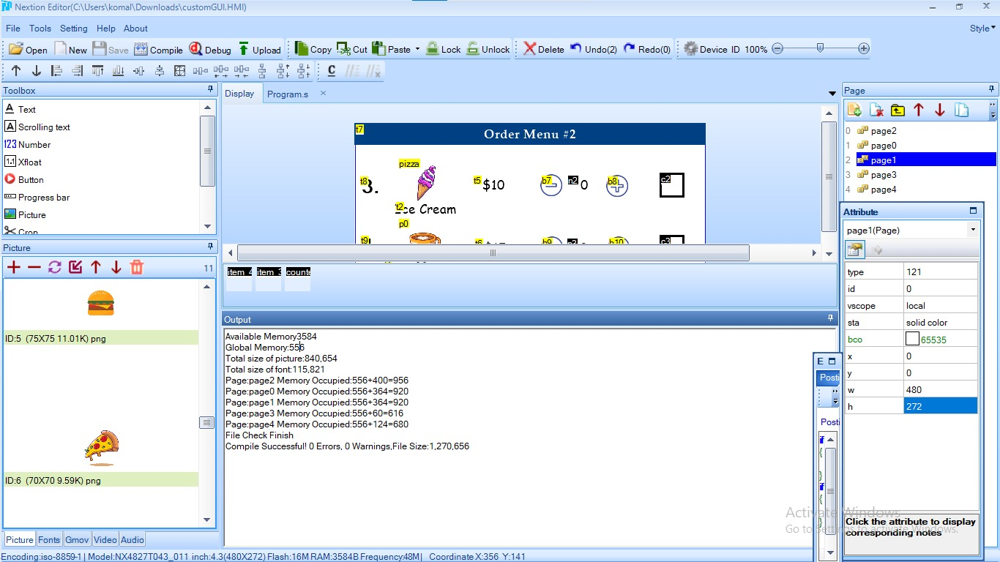 Nextion Editor(C:\Users\komal\Downloads\customGUI.HMI)
File Tools Setting Help About Style
Open New Save Compile Debug Upload Copy Cut Paste Lock Unlock Delete Undo(2) Redo(0) Device ID 100%
Toolbox
A Text
A Scrolling text
123 Number
1.1 Xfloat
Button
Progress bar
Picture
Crop
Picture
11
ID:5 (75X75 11.01K) png
ID:6 (70X70 9.59K) png
Picture Fonts Gmov Video Audio
Display Program.s
t7 Order Menu #2
pizza
t8 3. t5 $10 b7 n2 0 b8 c2
t2 Ice Cream
p0
t9 t6 b9 n3 b10 c3
item_4 item_3 counte
Output
Available Memory3584
Global Memory:556
Total size of picture:840,654
Total size of font:115,821
Page:page2 Memory Occupied:556+400=956
Page:page0 Memory Occupied:556+364=920
Page:page1 Memory Occupied:556+364=920
Page:page3 Memory Occupied:556+60=616
Page:page4 Memory Occupied:556+124=680
File Check Finish
Compile Successful! 0 Errors, 0 Warnings,File Size:1,270,656
Page
0 page2
1 page0
2 page1
3 page3
4 page4
Attribute
page1(Page)
type 121
id 0
vscope local
sta solid color
bco 65535
x 0
y 0
w 480
h 272
Click the attribute to display
corresponding notes
E
Posti
Posti
if
{
}
if
{
}
Activate Windows
Go to Settings to activate Windows.
Encoding:iso-8859-1 | Model:NX4827T043_011 inch:4.3(480X272) Flash:16M RAM:3584B Frequency:48M| Coordinate X:356 Y:141